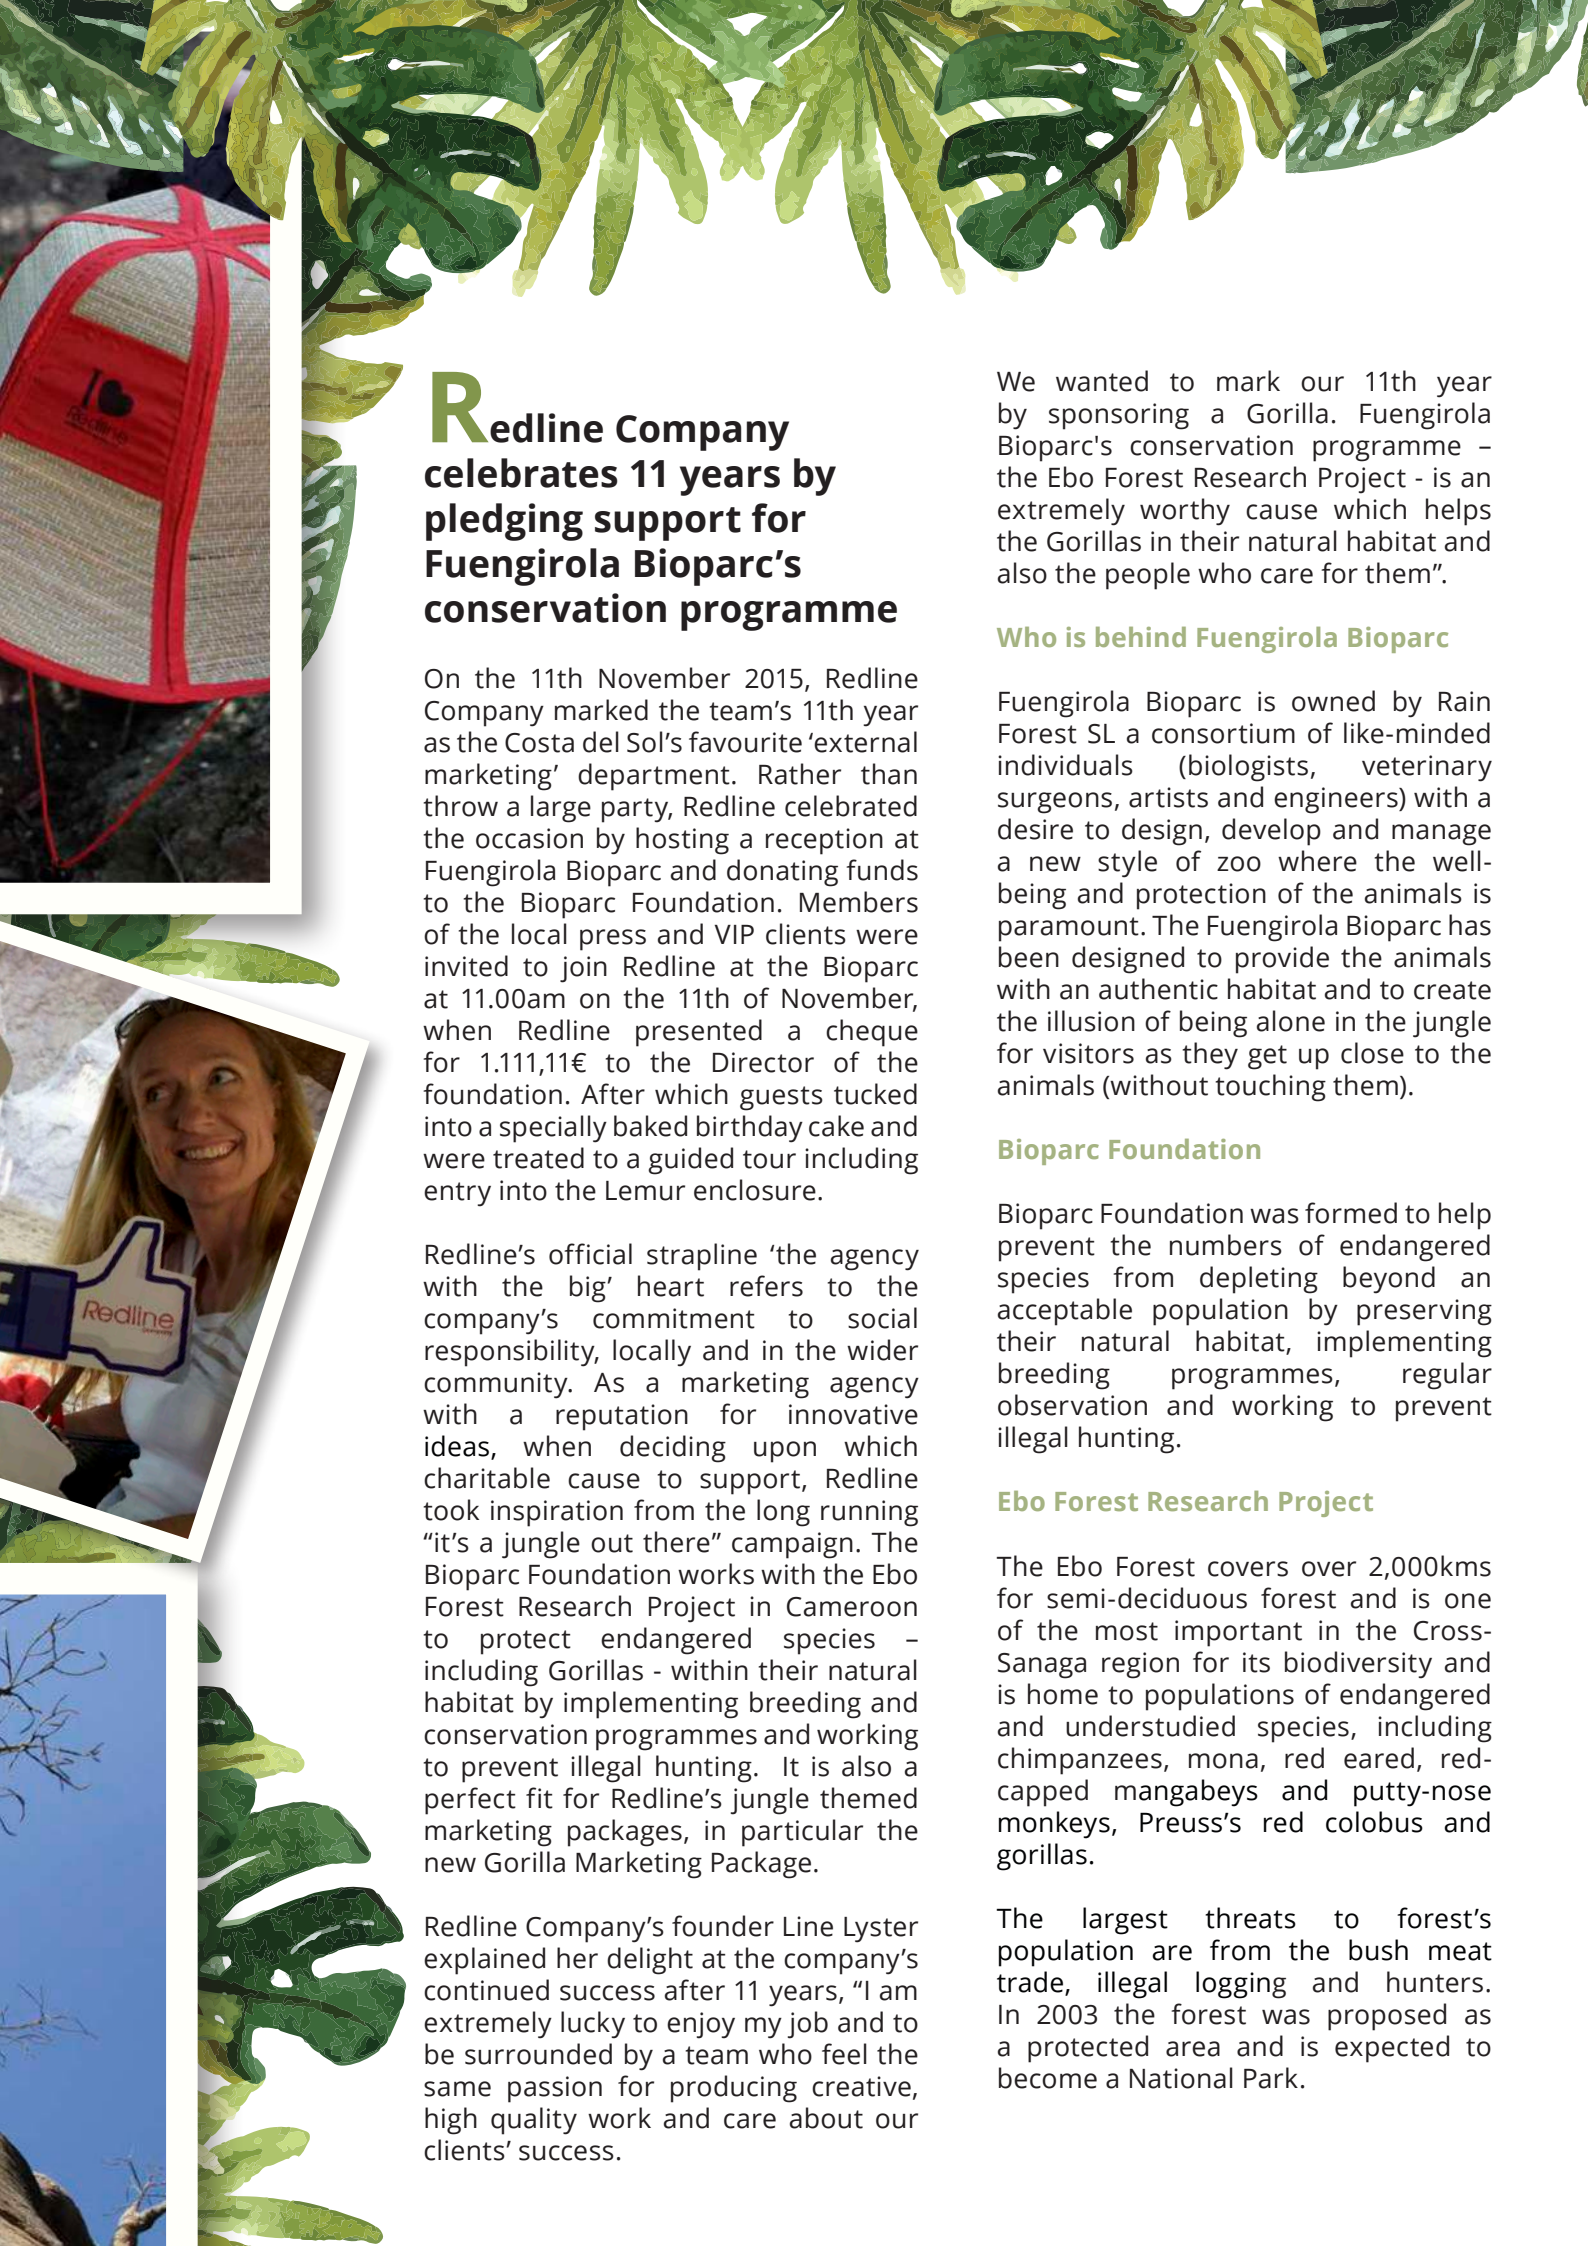 I
Redline
Redline
Company
Redline Company
celebrates 11 years by
pledging support for
Fuengirola Bioparc’s
conservation programme
On the 11th November 2015, Redline
Company marked the team’s 11th year
as the Costa del Sol’s favourite ‘external
marketing’ department. Rather than
throw a large party, Redline celebrated
the occasion by hosting a reception at
Fuengirola Bioparc and donating funds
to the Bioparc Foundation. Members
of the local press and VIP clients were
invited to join Redline at the Bioparc
at 11.00am on the 11th of November,
when Redline presented a cheque
for 1.111,11€ to the Director of the
foundation. After which guests tucked
into a specially baked birthday cake and
were treated to a guided tour including
entry into the Lemur enclosure.
Redline’s official strapline ‘the agency
with the big’ heart refers to the
company’s commitment to social
responsibility, locally and in the wider
community. As a marketing agency
with a reputation for innovative
ideas, when deciding upon which
charitable cause to support, Redline
took inspiration from the long running
“it’s a jungle out there” campaign. The
Bioparc Foundation works with the Ebo
Forest Research Project in Cameroon
to protect endangered species –
including Gorillas - within their natural
habitat by implementing breeding and
conservation programmes and working
to prevent illegal hunting. It is also a
perfect fit for Redline’s jungle themed
marketing packages, in particular the
new Gorilla Marketing Package.
Redline Company’s founder Line Lyster
explained her delight at the company’s
continued success after 11 years, “I am
extremely lucky to enjoy my job and to
be surrounded by a team who feel the
same passion for producing creative,
high quality work and care about our
clients’ success.
We wanted to mark our 11th year
by sponsoring a Gorilla. Fuengirola
Bioparc's conservation programme –
the Ebo Forest Research Project - is an
extremely worthy cause which helps
the Gorillas in their natural habitat and
also the people who care for them”.
Who is behind Fuengirola Bioparc
Fuengirola Bioparc is owned by Rain
Forest SL a consortium of like-minded
individuals (biologists, veterinary
surgeons, artists and engineers) with a
desire to design, develop and manage
a new style of zoo where the well-
being and protection of the animals is
paramount. The Fuengirola Bioparc has
been designed to provide the animals
with an authentic habitat and to create
the illusion of being alone in the jungle
for visitors as they get up close to the
animals (without touching them).
Bioparc Foundation
Bioparc Foundation was formed to help
prevent the numbers of endangered
species from depleting beyond an
acceptable population by preserving
their natural habitat, implementing
breeding programmes, regular
observation and working to prevent
illegal hunting.
Ebo Forest Research Project
The Ebo Forest covers over 2,000kms
for semi-deciduous forest and is one
of the most important in the Cross-
Sanaga region for its biodiversity and
is home to populations of endangered
and understudied species, including
chimpanzees, mona, red eared, red-
capped mangabeys and putty-nose
monkeys, Preuss’s red colobus and
gorillas.
The largest threats to forest’s
population are from the bush meat
trade, illegal logging and hunters.
In 2003 the forest was proposed as
a protected area and is expected to
become a National Park.